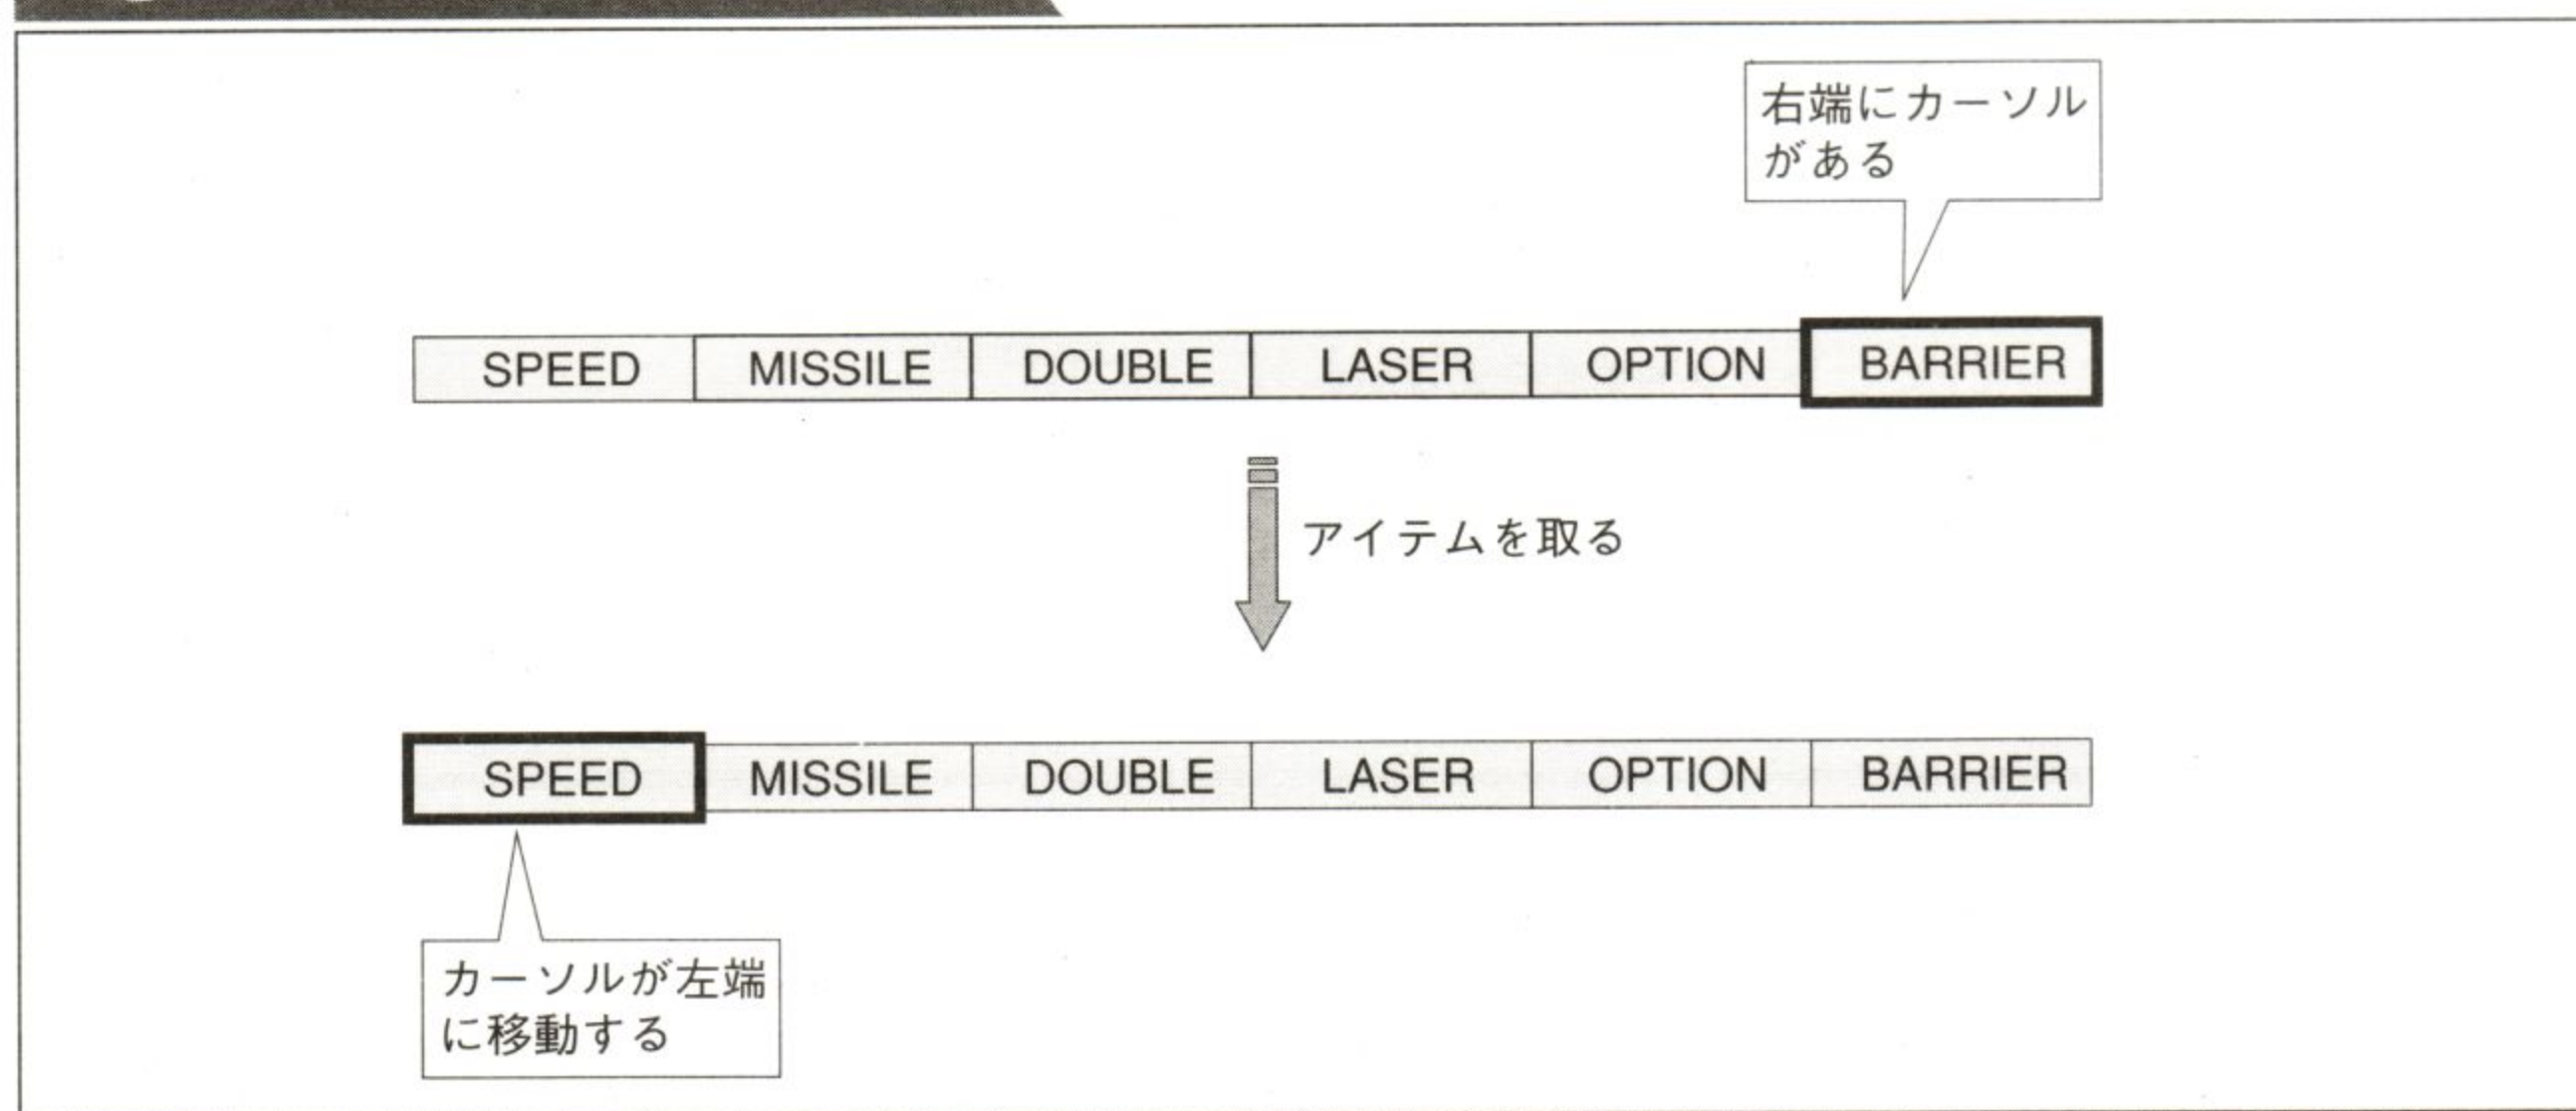 右端にカーソル
がある
SPEED MISSILE DOUBLE LASER OPTION BARRIER
アイテムを取る
SPEED MISSILE DOUBLE LASER OPTION BARRIER
カーソルが左端
に移動する